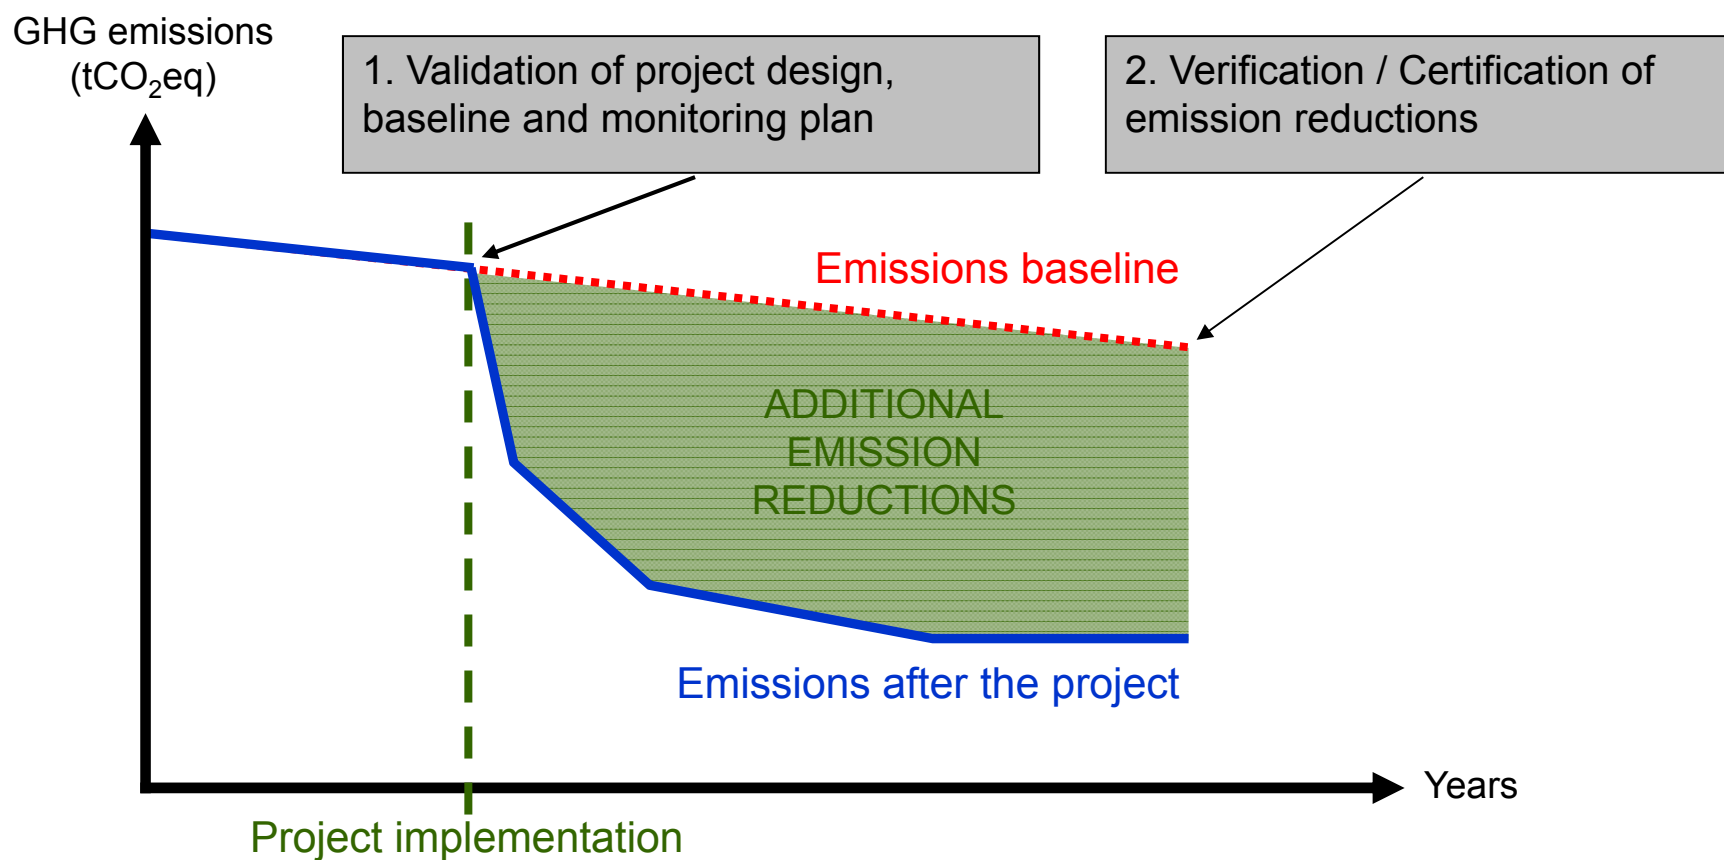 GHG emissions
(tCO₂eq)
1. Validation of project design,
baseline and monitoring plan
2. Verification / Certification of
emission reductions
Emissions baseline
ADDITIONAL
EMISSION
REDUCTIONS
Emissions after the project
Years
Project implementation